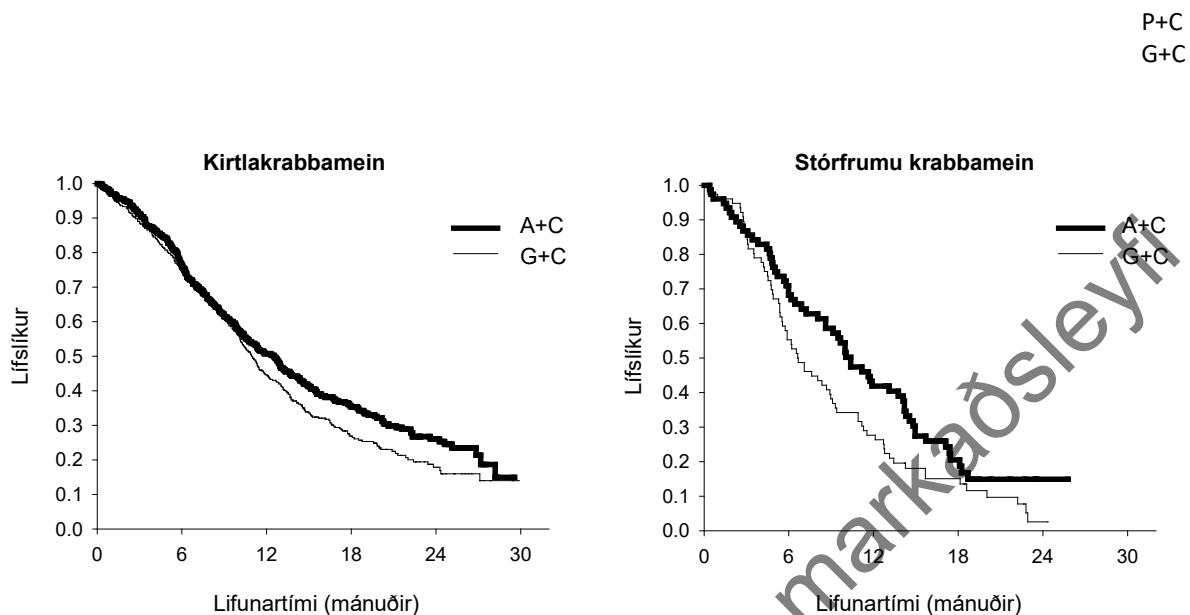 P+C
G+C
Kirtlakrabbamein
1.0
0.9
0.8
0.7
0.6
0.5
0.4
0.3
0.2
0.1
0.0
Lífslíkur
A+C
G+C
0 6 12 18 24 30
Lifunartími (mánuðir)
Stórfrumu krabbamein
1.0
0.9
0.8
0.7
0.6
0.5
0.4
0.3
0.2
0.1
0.0
Lífslíkur
A+C
G+C
0 6 12 18 24 30
Lifunartími (mánuðir)
markaðsleyfi